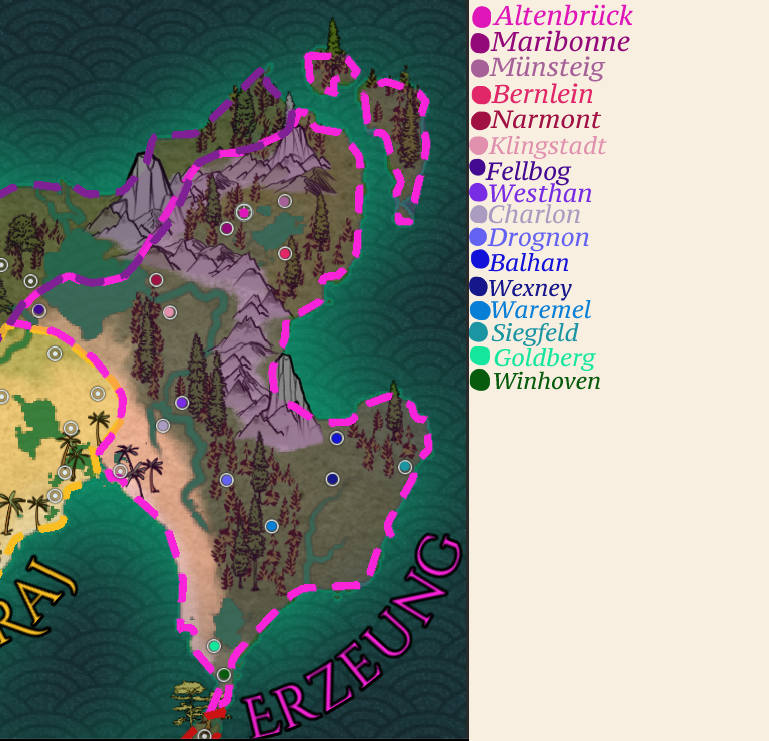 Altenbrück
Maribonne
Münsteig
Bernlein
Narmont
Klingstadt
Fellbog
Westhan
Charlon
Drognon
Balhan
Wexney
Waremel
Siegfeld
Goldberg
Winhoven
RAJ
ERZEUNG